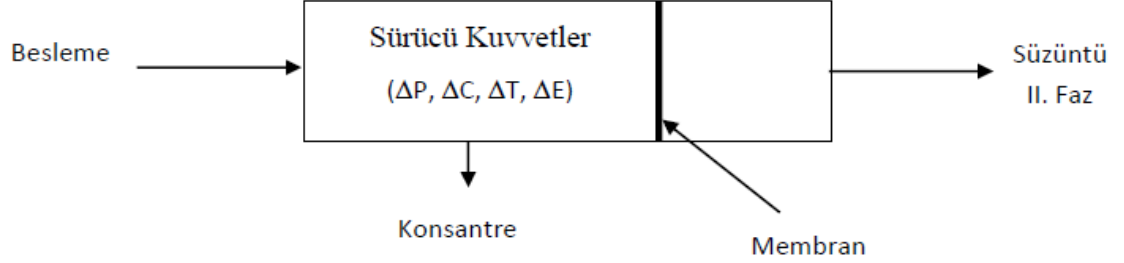 Besleme
Sürücü Kuvvetler
(ΔP, ΔC, ΔT, ΔE)
Süzüntü
II. Faz
Konsantre
Membran